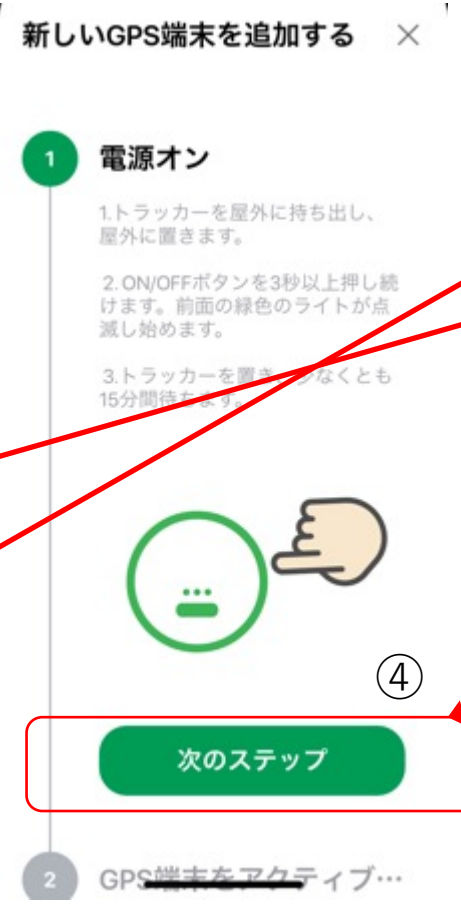 新しいGPS端末を追加する ×
1 電源オン
1.トラッカーを屋外に持ち出し、
屋外に置きます。
2. ON/OFFボタンを3秒以上押し続
けます。前面の緑色のライトが点
滅し始めます。
3.トラッカーを置き、少なくとも
15分間待ちます。
④
次のステップ
2 GPS端末をアクティブ…